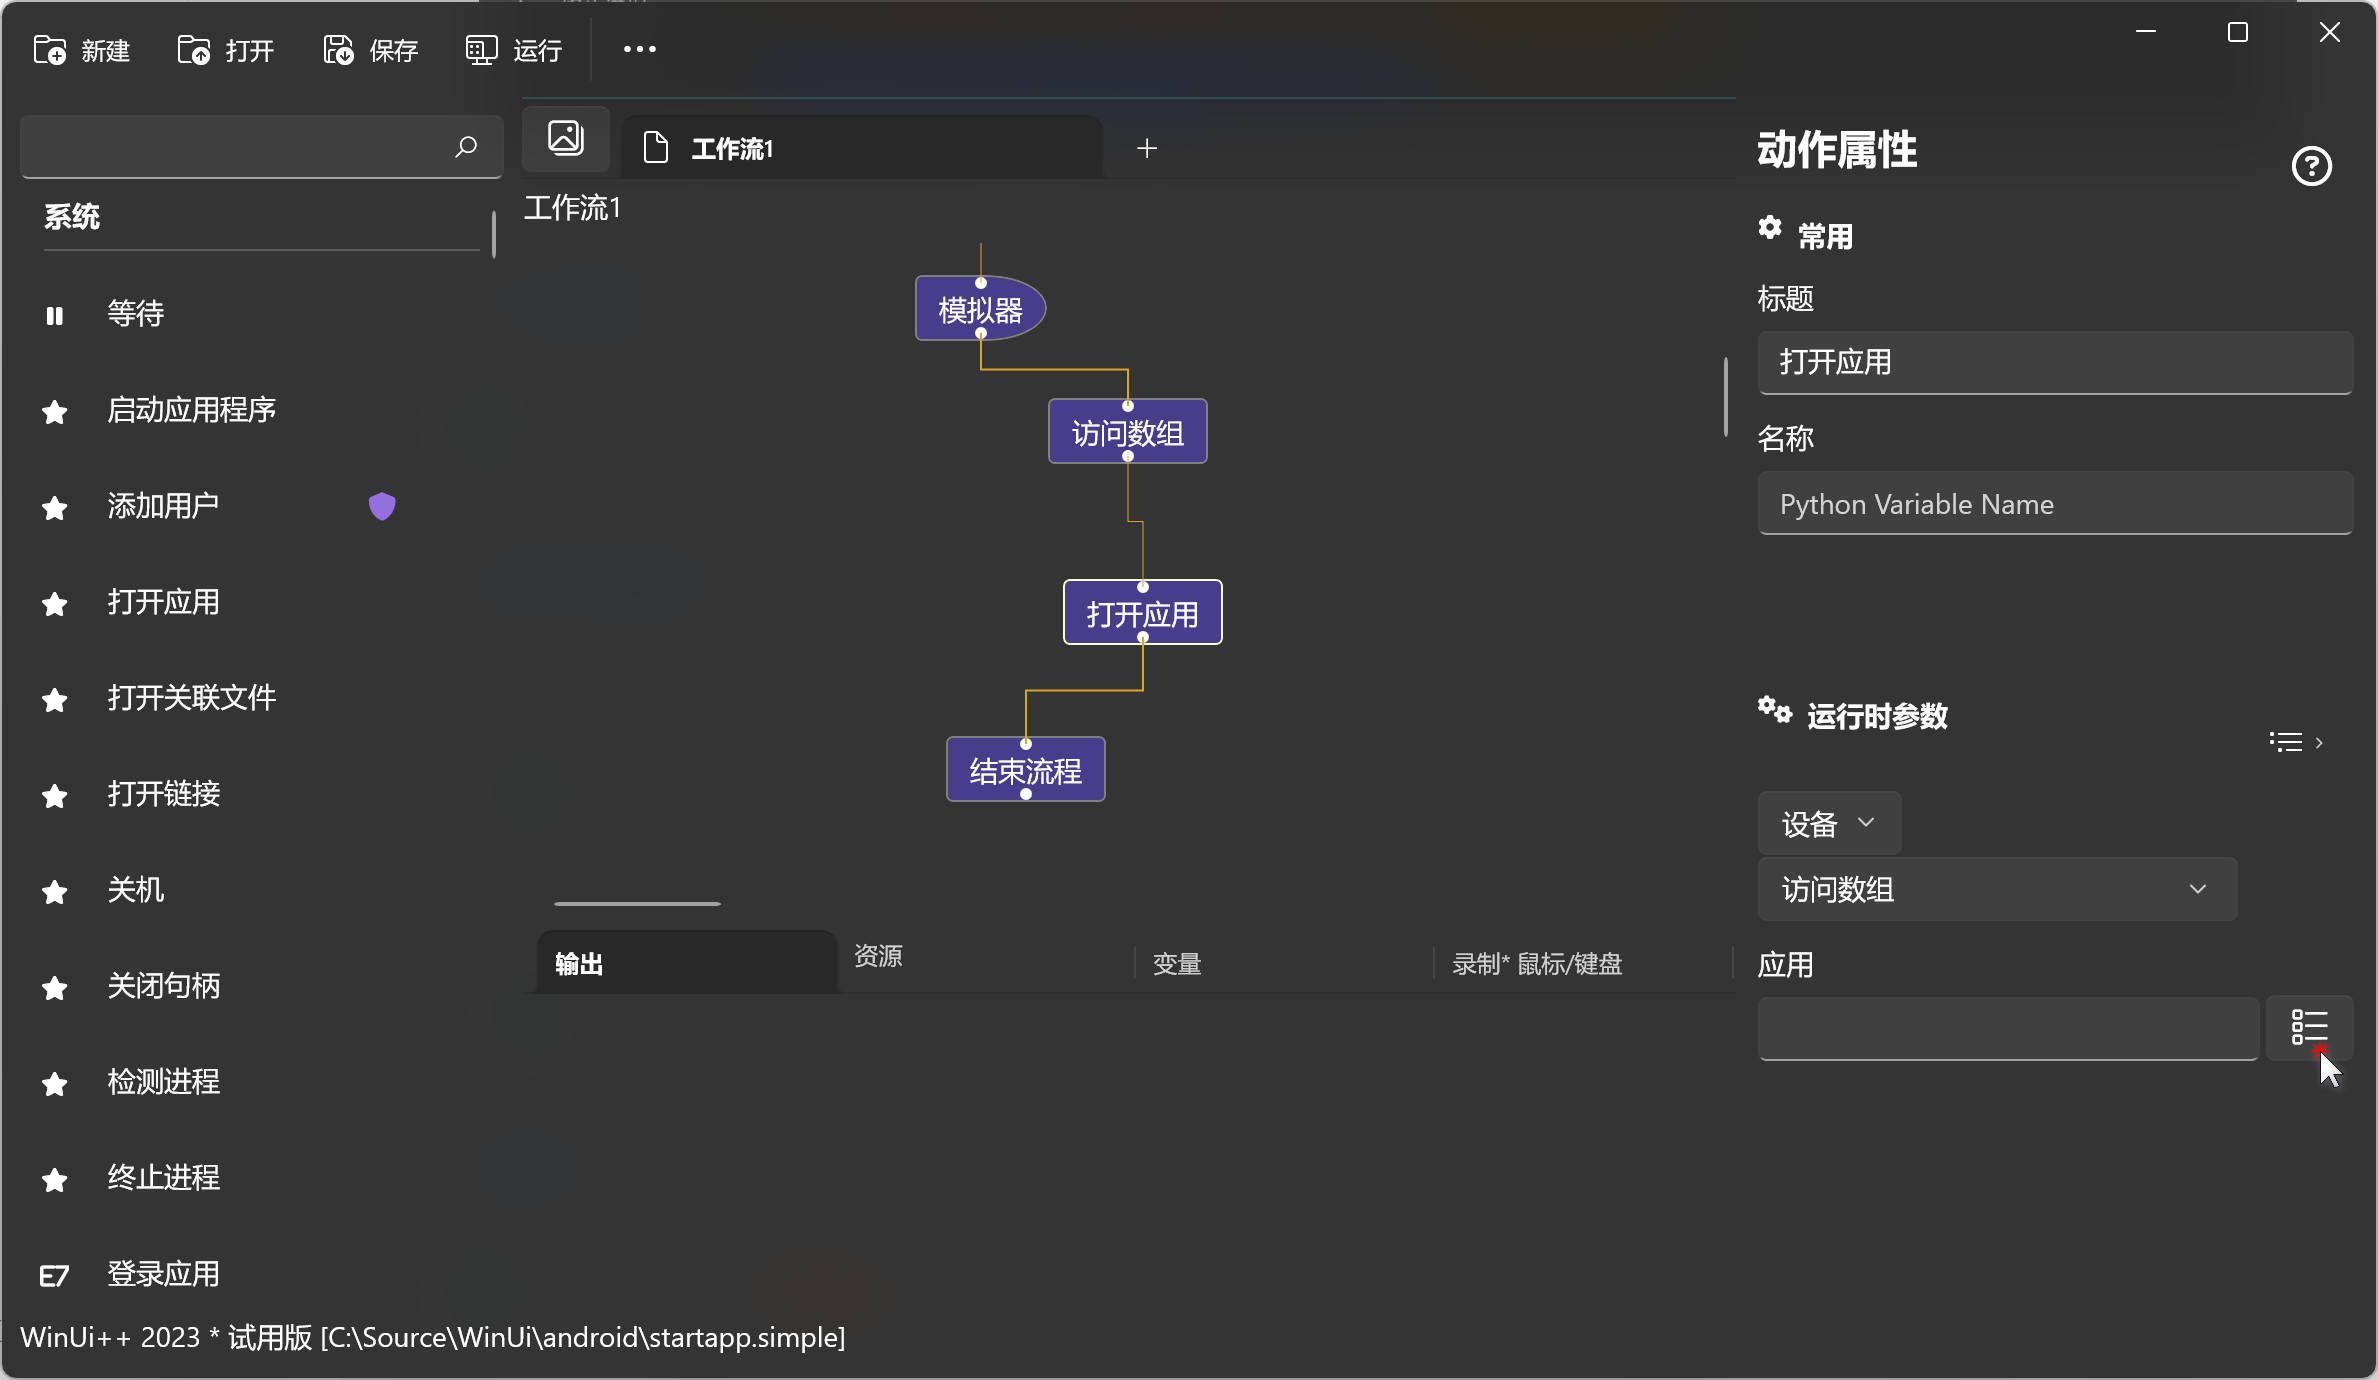 新建
打开
保存
运行
工作流1
工作流1
系统
等待
启动应用程序
添加用户
打开应用
打开关联文件
打开链接
关机
关闭句柄
检测进程
终止进程
E7 登录应用
模拟器
访问数组
打开应用
结束流程
输出
资源
变量
录制* 鼠标/键盘
动作属性
常用
标题
打开应用
名称
Python Variable Name
运行时参数
设备
访问数组
应用
WinUi++ 2023 * 试用版 [C:\Source\WinUi\android\startapp.simple]